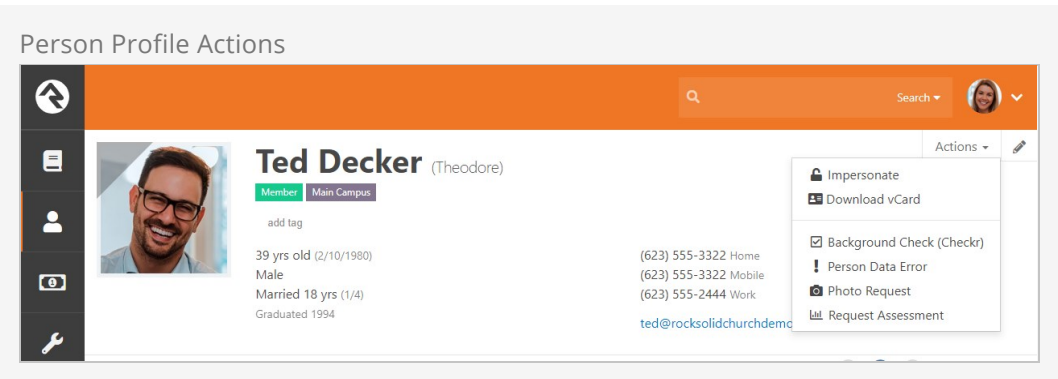 Person Profile Actions
Search
Actions
Ted Decker (Theodore)
Member Main Campus
add tag
39 yrs old (2/10/1980)
Male
Married 18 yrs (1/4)
Graduated 1994
(623) 555-3322 Home
(623) 555-3322 Mobile
(623) 555-2444 Work
ted@rocksolidchurchdemo
Impersonate
Download vCard
Background Check (Checkr)
Person Data Error
Photo Request
Request Assessment